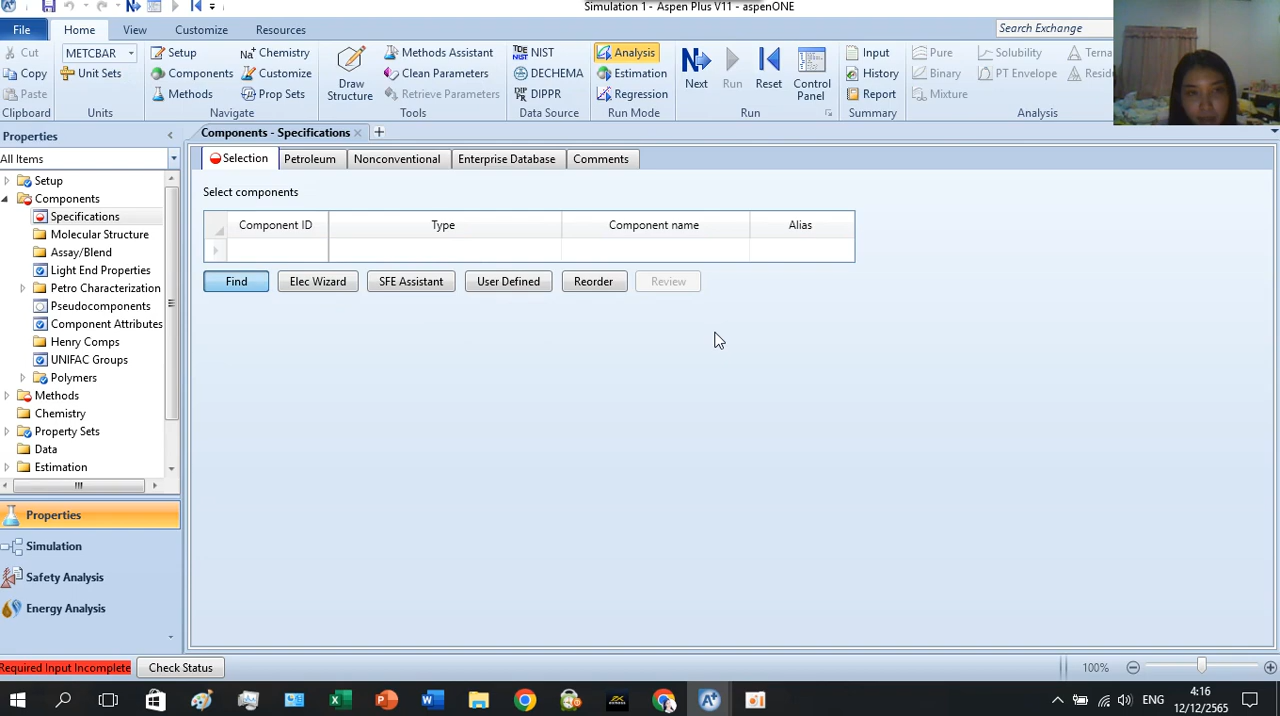 Simulation 1 - Aspen Plus V11 - aspenONE
File Home View Customize Resources Search Exchange
Cut METCBAR Setup Chemistry Methods Assistant NIST Analysis Input Pure Solubility Terna
Copy Unit Sets Components Customize Draw Structure Clean Parameters DECHEMA Estimation Next Run Reset Control Panel History Binary PT Envelope Resid
Paste Methods Prop Sets Retrieve Parameters DIPPR Regression Report Mixture
Clipboard Units Navigate Tools Data Source Run Mode Run Summary Analysis
Properties
All Items
Setup
Components
Specifications
Molecular Structure
Assay/Blend
Light End Properties
Petro Characterization
Pseudocomponents
Component Attributes
Henry Comps
UNIFAC Groups
Polymers
Methods
Chemistry
Property Sets
Data
Estimation
Properties
Simulation
Safety Analysis
Energy Analysis
Components - Specifications
Selection Petroleum Nonconventional Enterprise Database Comments
Select components
Component ID Type Component name Alias
Find Elec Wizard SFE Assistant User Defined Reorder Review
Required Input Incomplete Check Status 100%
ENG 4:16
12/12/2565